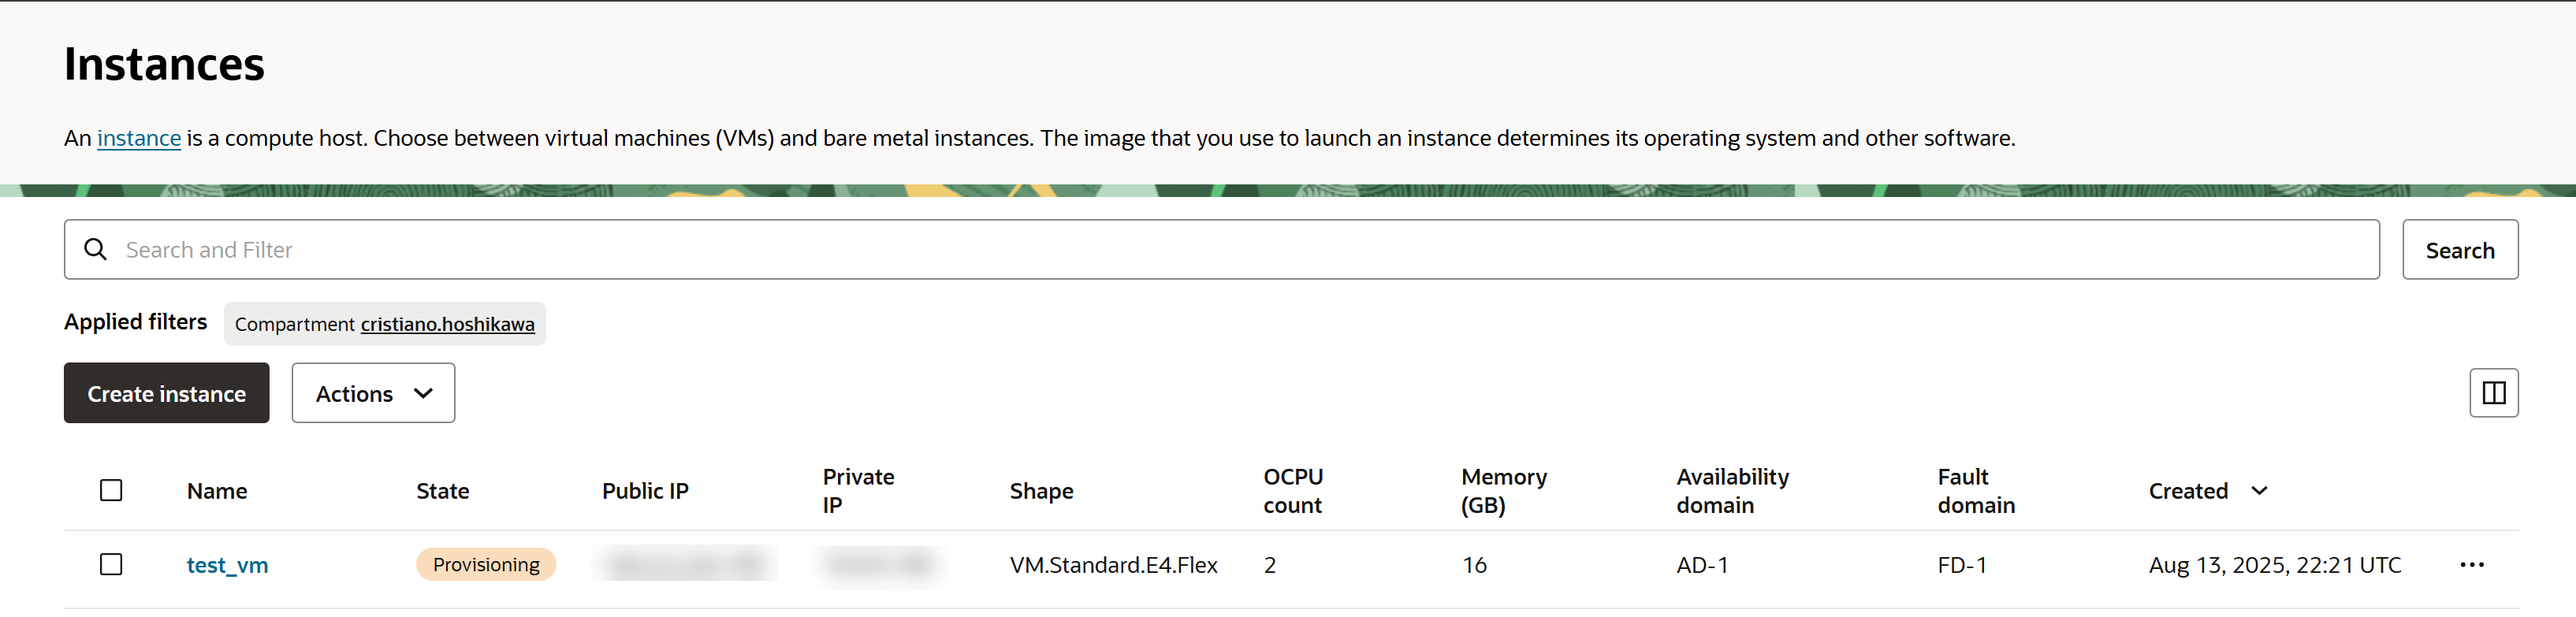 Instances
An instance is a compute host. Choose between virtual machines (VMs) and bare metal instances. The image that you use to launch an instance determines its operating system and other software.
Search and Filter
Search
Applied filters Compartment cristiano.hoshikawa
Create instance Actions
Name State Public IP Private IP Shape OCPU count Memory (GB) Availability domain Fault domain Created
test_vm Provisioning VM.Standard.E4.Flex 2 16 AD-1 FD-1 Aug 13, 2025, 22:21 UTC